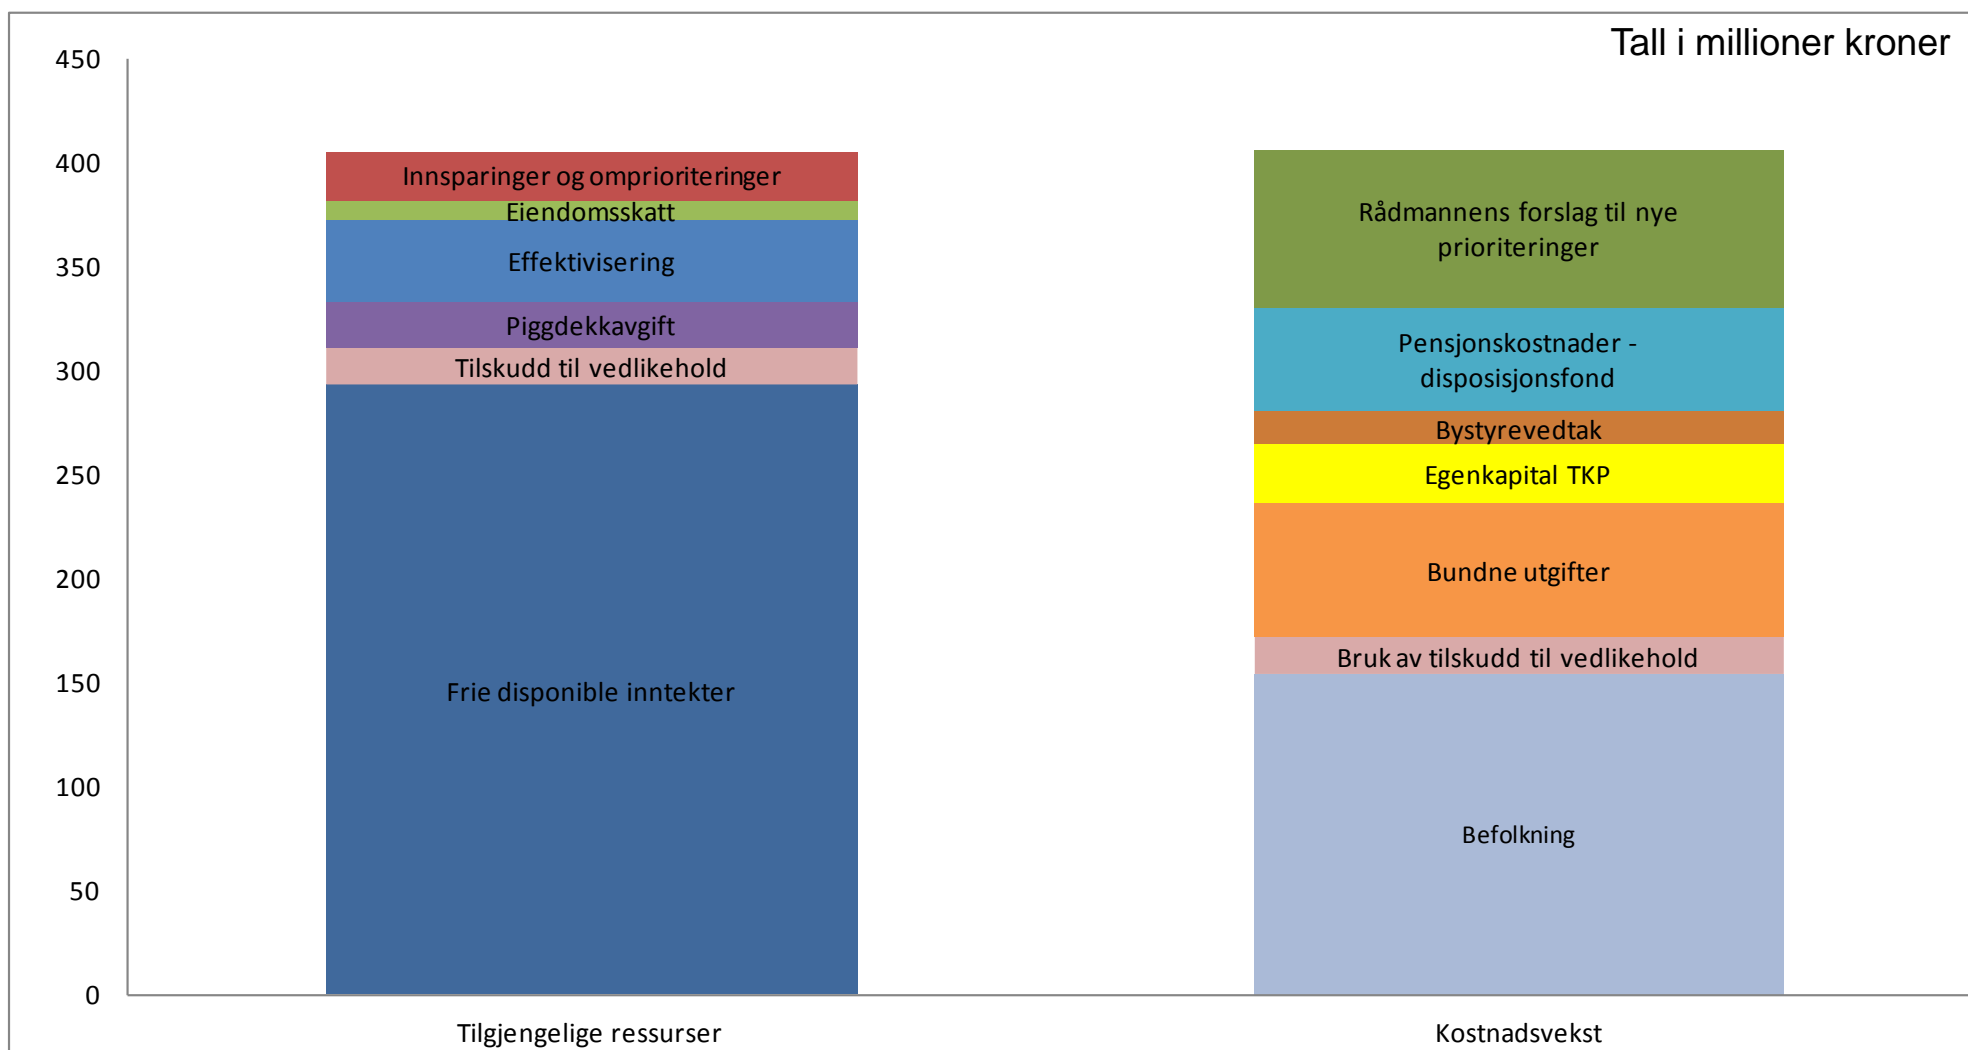 Tall i millioner kroner
450
400
350
300
250
200
150
100
50
0
Innsparinger og omprioriteringer
Eiendomsskatt
Effektivisering
Piggdekkavgift
Tilskudd til vedlikehold
Frie disponible inntekter
Rådmannens forslag til nye
prioriteringer
Pensjonskostnader -
disposisjonsfond
Bystyrevedtak
Egenkapital TKP
Bundne utgifter
Bruk av tilskudd til vedlikehold
Befolkning
Tilgjengelige ressurser
Kostnadsvekst